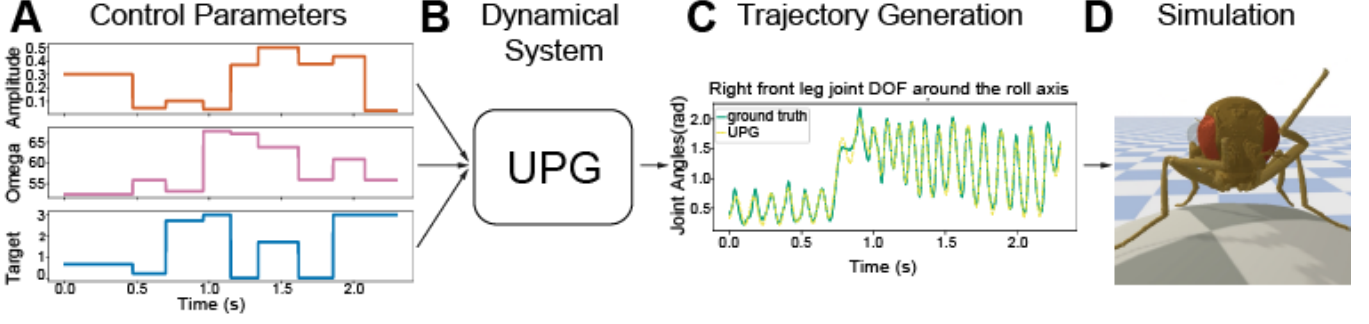 A Control Parameters
B Dynamical
System
C Trajectory Generation
D Simulation
Amplitude
0.5
0.4
0.3
0.2
0.1
Omega
65
60
55
Target
3
2
1
0
0.0 0.5 1.0 1.5 2.0
Time (s)
UPG
Right front leg joint DOF around the roll axis
ground truth
UPG
Joint Angles(rad)
2.0
1.5
1.0
0.5
0.0 0.5 1.0 1.5 2.0
Time (s)